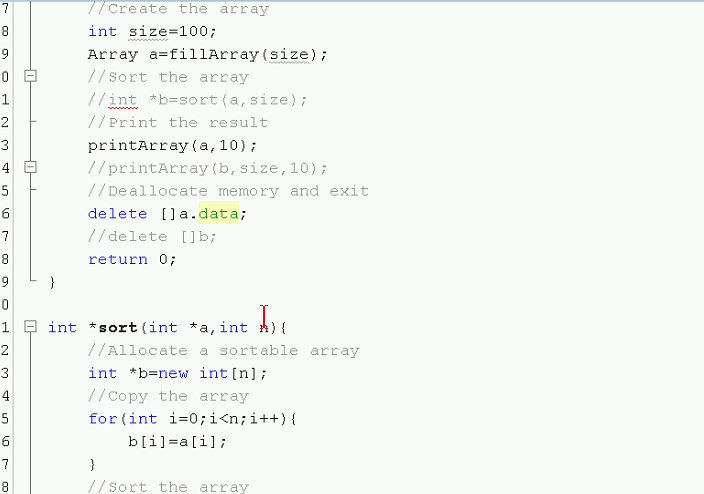 7 //Create the array
8 int size=100;
9 Array a=fillArray(size);
0 //Sort the array
1 //int *b=sort(a,size);
2 //Print the result
3 printArray(a,10);
4 //printArray(b,size,10);
5 //Deallocate memory and exit
6 delete []a.data;
7 //delete []b;
8 return 0;
9 }
0
1 int *sort(int *a,int n){
2 //Allocate a sortable array
3 int *b=new int[n];
4 //Copy the array
5 for(int i=0;i<n;i++){
6 b[i]=a[i];
7 }
8 //Sort the array